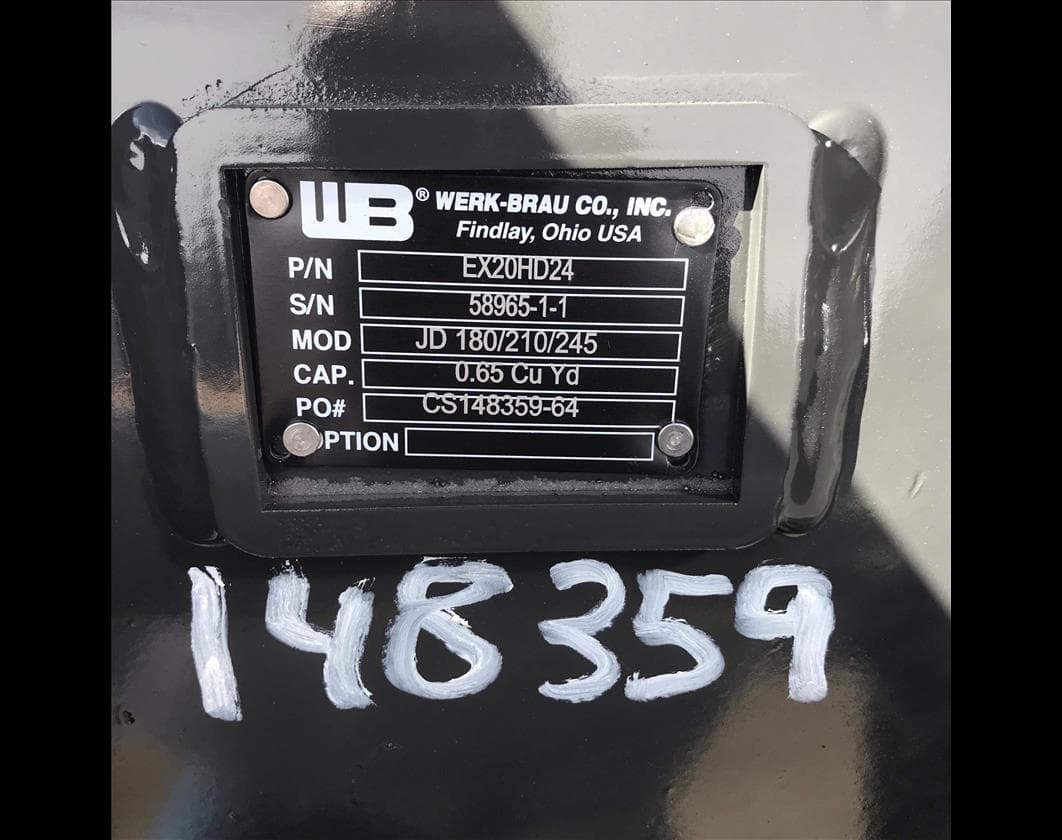 WB® WERK-BRAU CO., INC.
Findlay, Ohio USA
P/N EX20HD24
S/N 58965-1-1
MOD JD 180/210/245
CAP. 0.65 Cu Yd
PO# CS148359-64
OPTION
148359